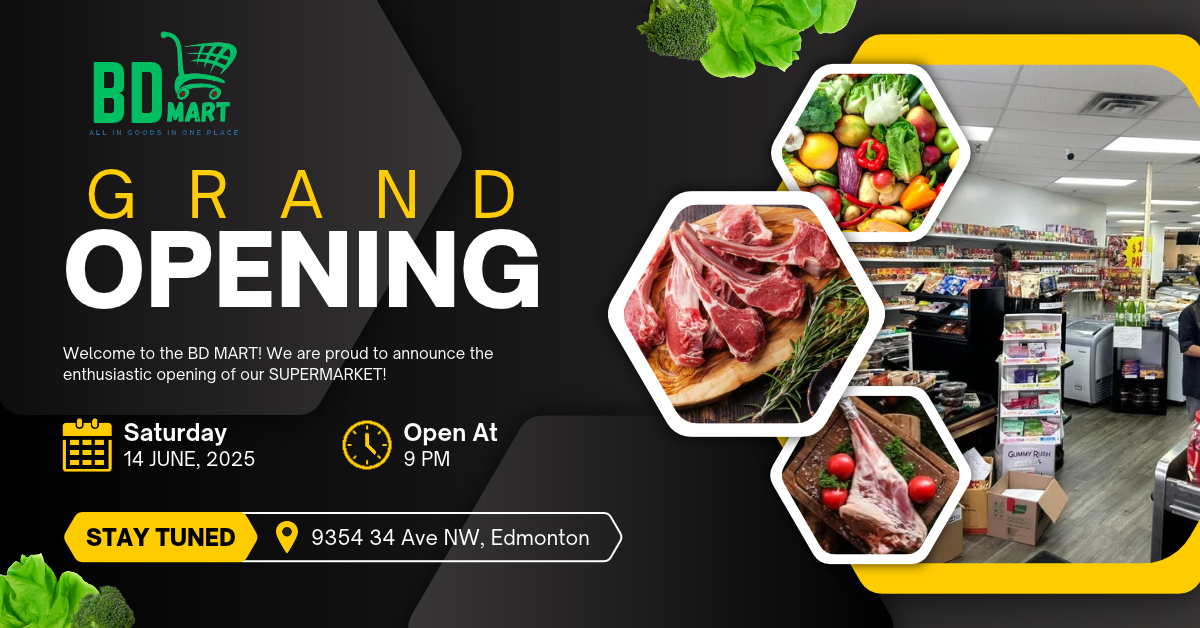 BD
MART
ALL IN GOODS IN ONE PLACE
GRAND
OPENING
Welcome to the BD MART! We are proud to announce the
enthusiastic opening of our SUPERMARKET!
Saturday
14 JUNE, 2025
Open At
9 PM
STAY TUNED
9354 34 Ave NW, Edmonton
GUMMY RUSH